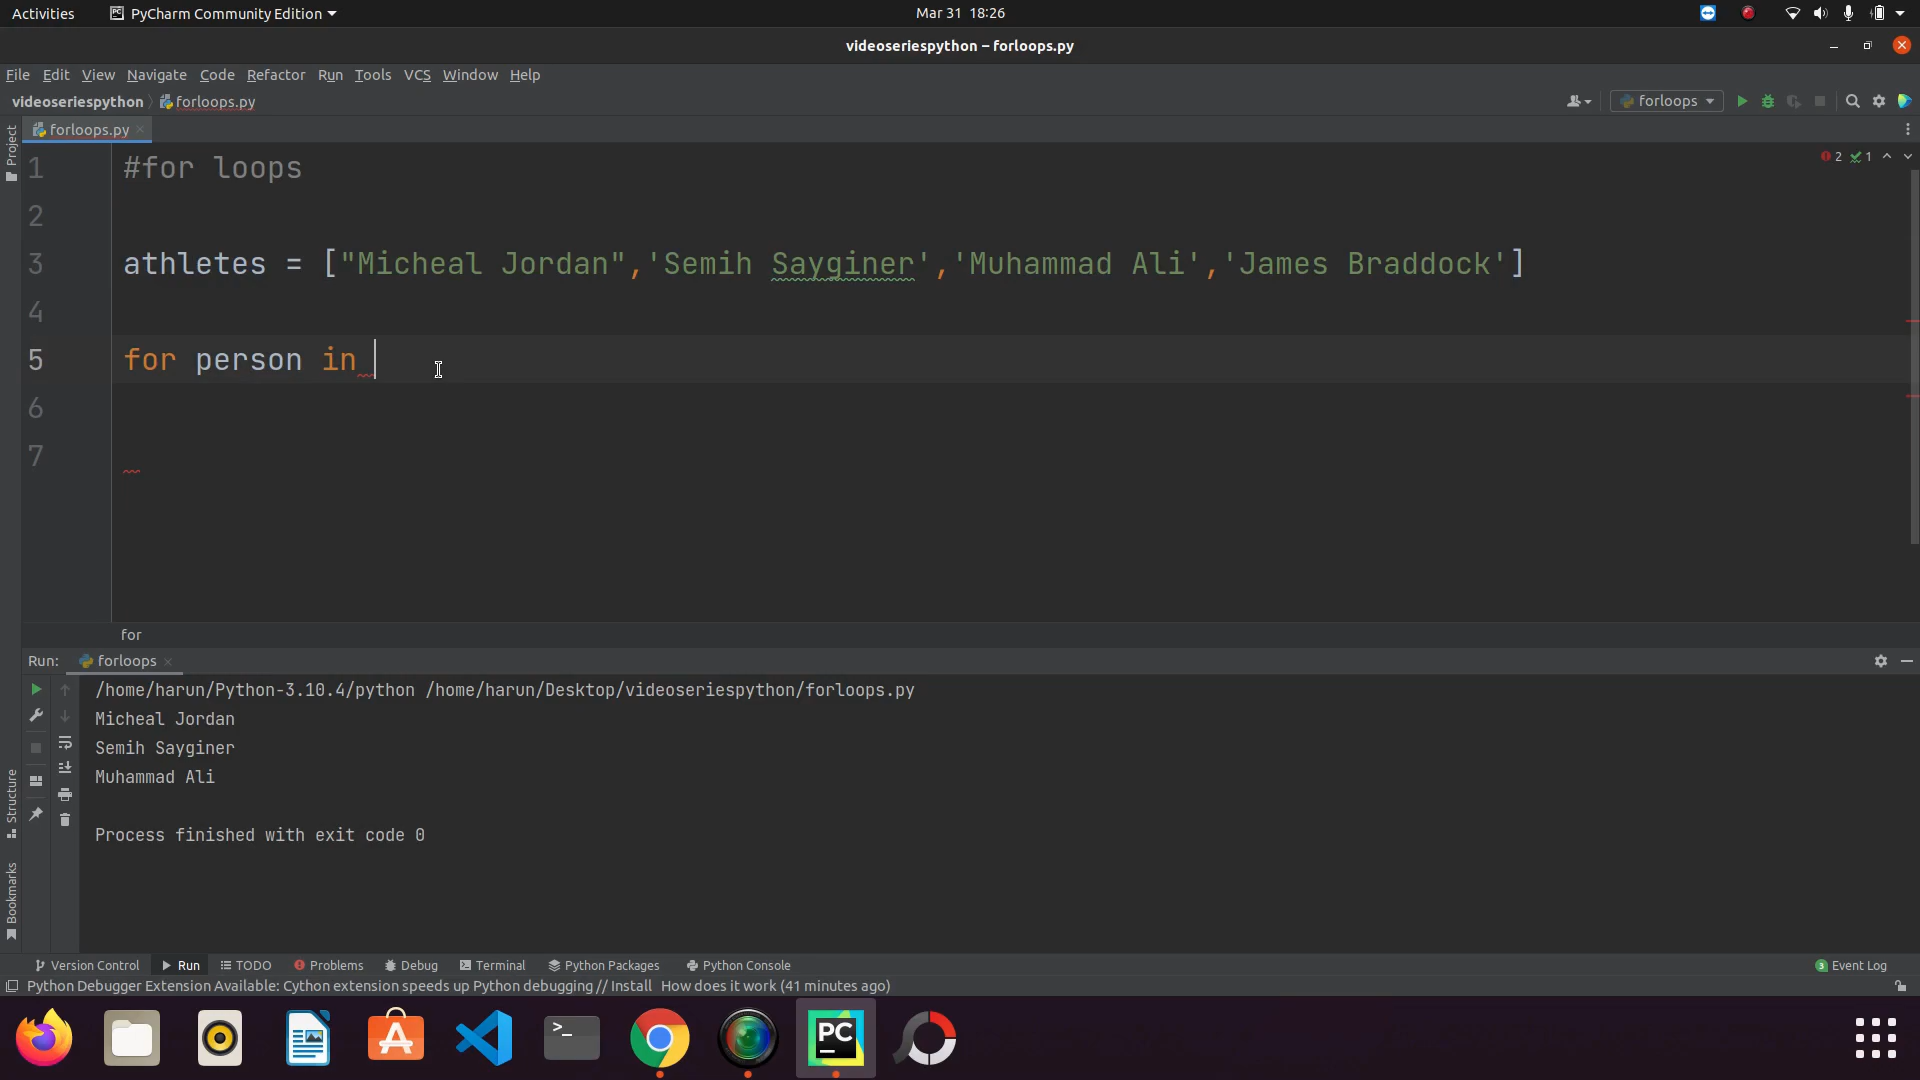 Activities PyCharm Community Edition Mar 31 18:26
videoseriespython – forloops.py
File Edit View Navigate Code Refactor Run Tools VCS Window Help
videoseriespython forloops.py forloops
forloops.py
Project
2 1
1 #for loops
2
3 athletes = ["Micheal Jordan",'Semih Sayginer','Muhammad Ali','James Braddock']
4
5 for person in
6
7
for
Run: forloops
/home/harun/Python-3.10.4/python /home/harun/Desktop/videoseriespython/forloops.py
Micheal Jordan
Semih Sayginer
Muhammad Ali
Process finished with exit code 0
Structure
Bookmarks
Version Control Run TODO Problems Debug Terminal Python Packages Python Console 3 Event Log
Python Debugger Extension Available: Cython extension speeds up Python debugging // Install How does it work (41 minutes ago)
>_ PC